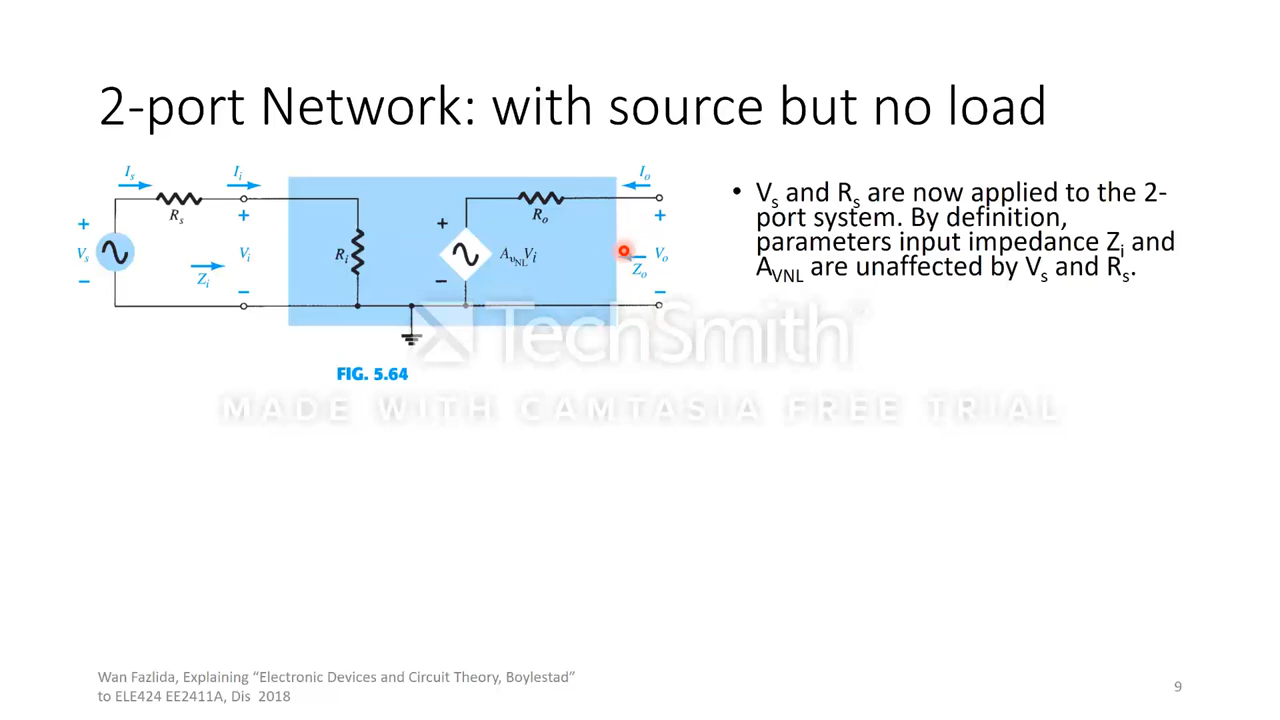 2-port Network: with source but no load
Is
Ii
Io
+
Rs
+
+
Ro
+
Vs
Vi
Ri
AvNLVi
Vo
Zi
Zo
−
−
−
−
FIG. 5.64
• Vs and Rs are now applied to the 2-
port system. By definition,
parameters input impedance Zi and
AVNL are unaffected by Vs and Rs.
TechSmith
MADE WITH CAMTASIA FREE TRIAL
Wan Fazlida, Explaining “Electronic Devices and Circuit Theory, Boylestad”
to ELE424 EE2411A, Dis 2018
9